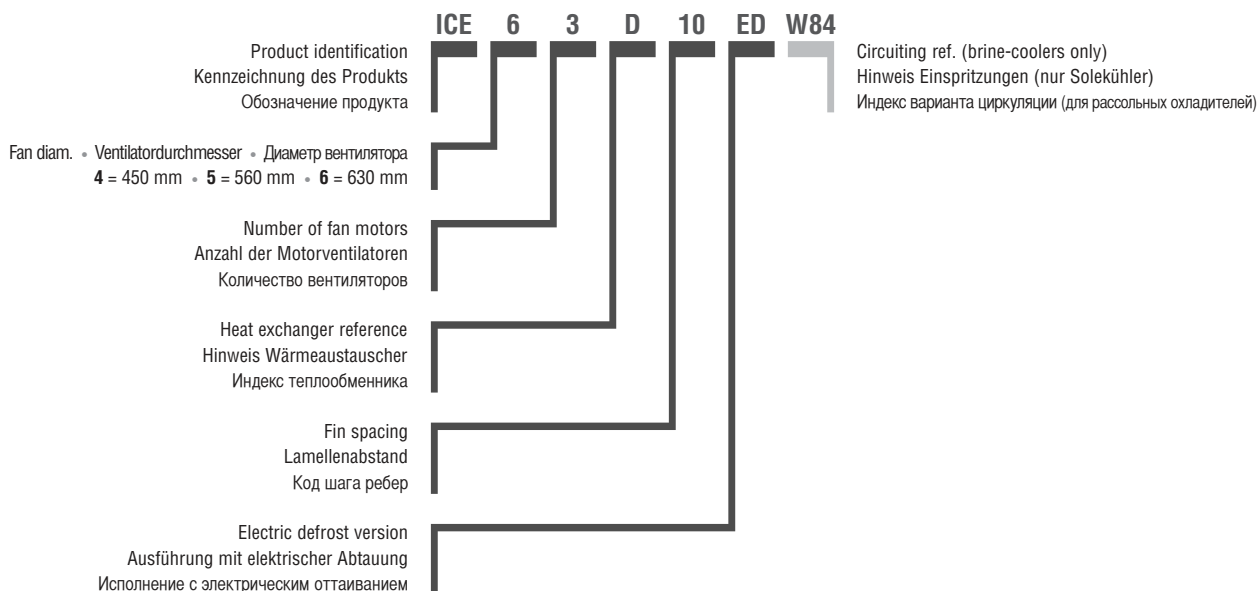 ICE 6 3 D 10 ED W84
Product identification
Kennzeichnung des Produkts
Обозначение продукта
Circuiting ref. (brine-coolers only)
Hinweis Einspritzungen (nur Solekühler)
Индекс варианта циркуляции (для рассольных охладителей)
Fan diam. • Ventilatordurchmesser • Диаметр вентилятора
4 = 450 mm • 5 = 560 mm • 6 = 630 mm
Number of fan motors
Anzahl der Motorventilatoren
Количество вентиляторов
Heat exchanger reference
Hinweis Wärmeaustauscher
Индекс теплообменника
Fin spacing
Lamellenabstand
Код шага ребер
Electric defrost version
Ausführung mit elektrischer Abtauung
Исполнение с электрическим оттаиванием